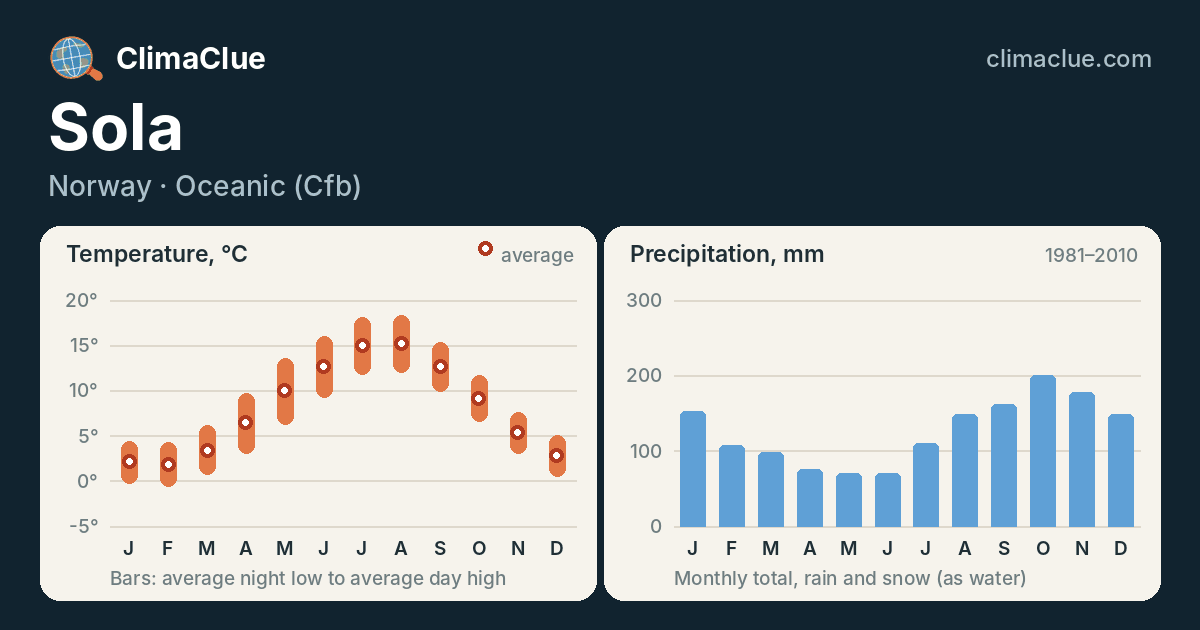 ClimaClue
climaclue.com
Sola
Norway · Oceanic (Cfb)
Temperature, °C
average
20°
15°
10°
5°
0°
-5°
J F M A M J J A S O N D
Bars: average night low to average day high
Precipitation, mm
1981–2010
300
200
100
0
J F M A M J J A S O N D
Monthly total, rain and snow (as water)